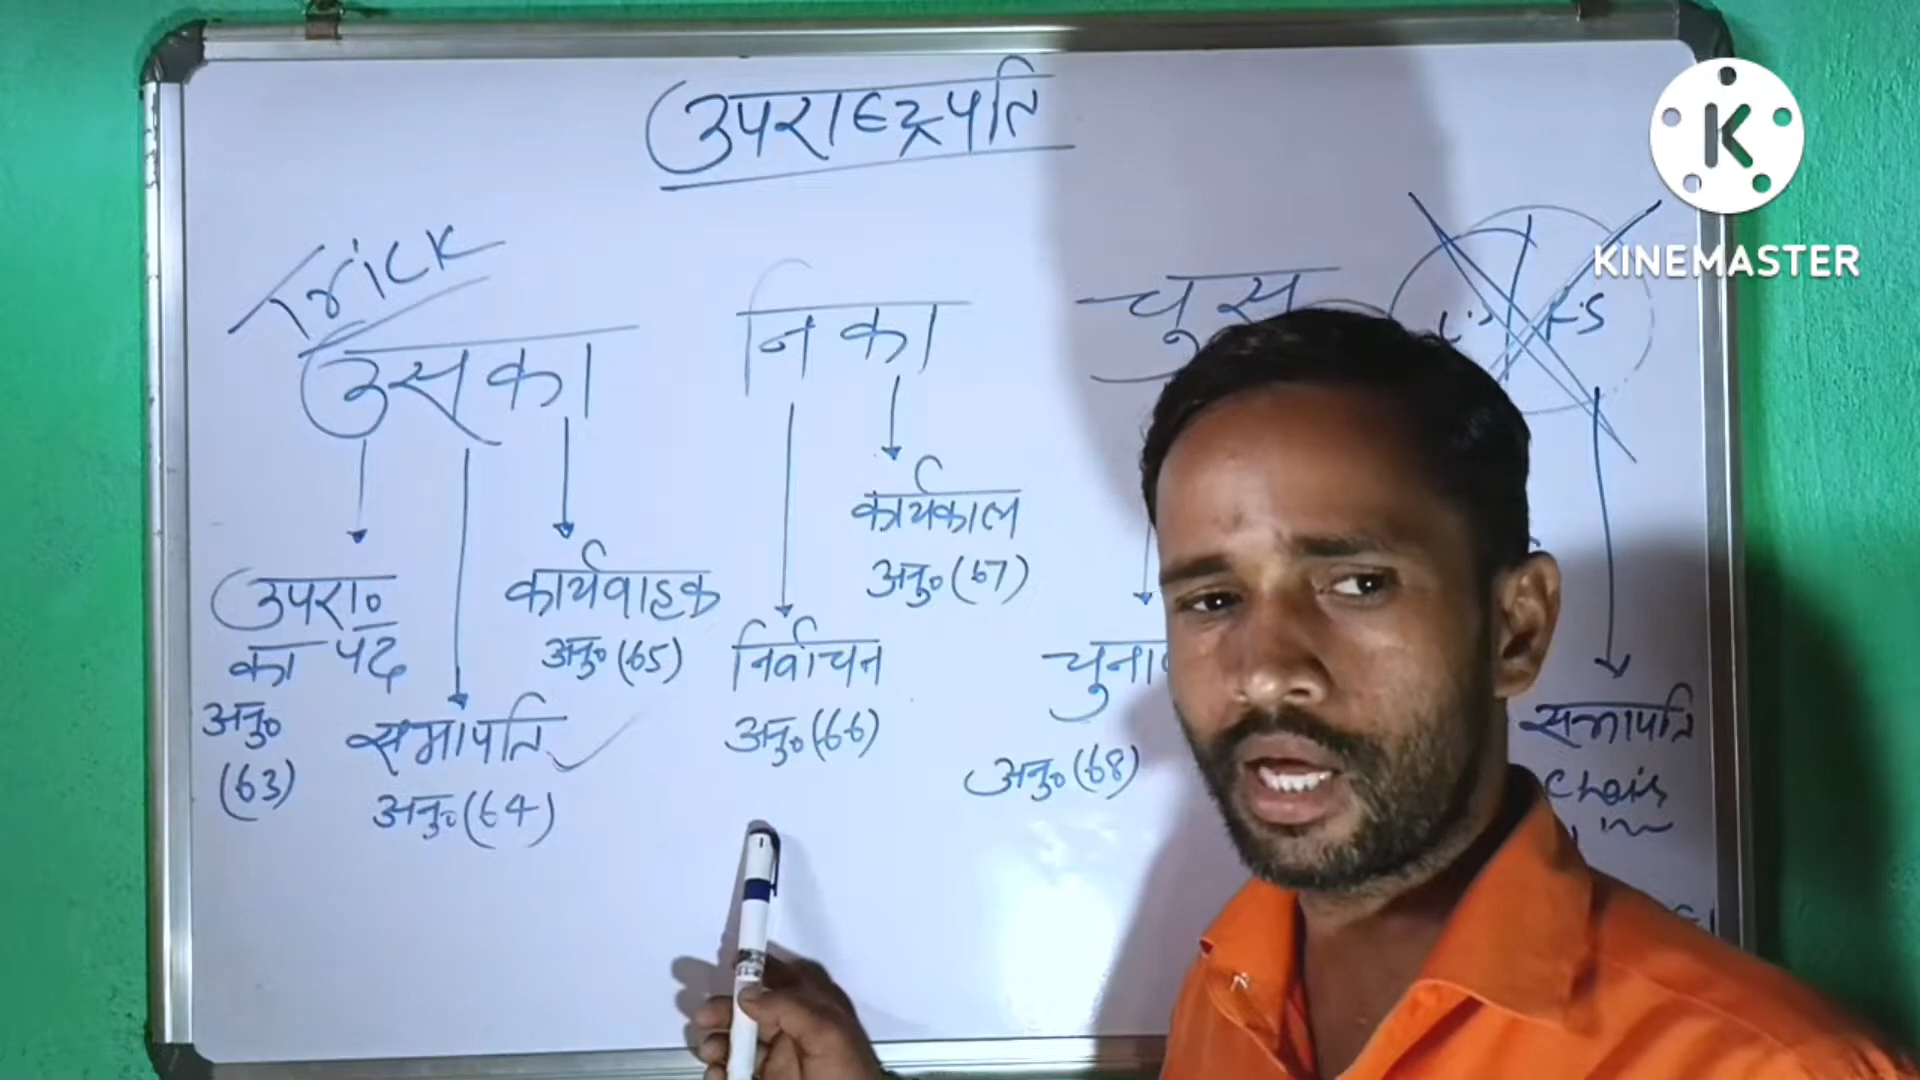 उपराष्ट्रपति
Trick
उसका
निका
चुस
L.S
R.S
कार्यकाल
अनु० (67)
उपरा०
का पद
अनु०
(63)
कार्यवाहक
अनु० (65)
सभापति
अनु० (64)
निर्वाचन
अनु० (66)
चुनाव
अनु० (68)
सभापति
KINEMASTER